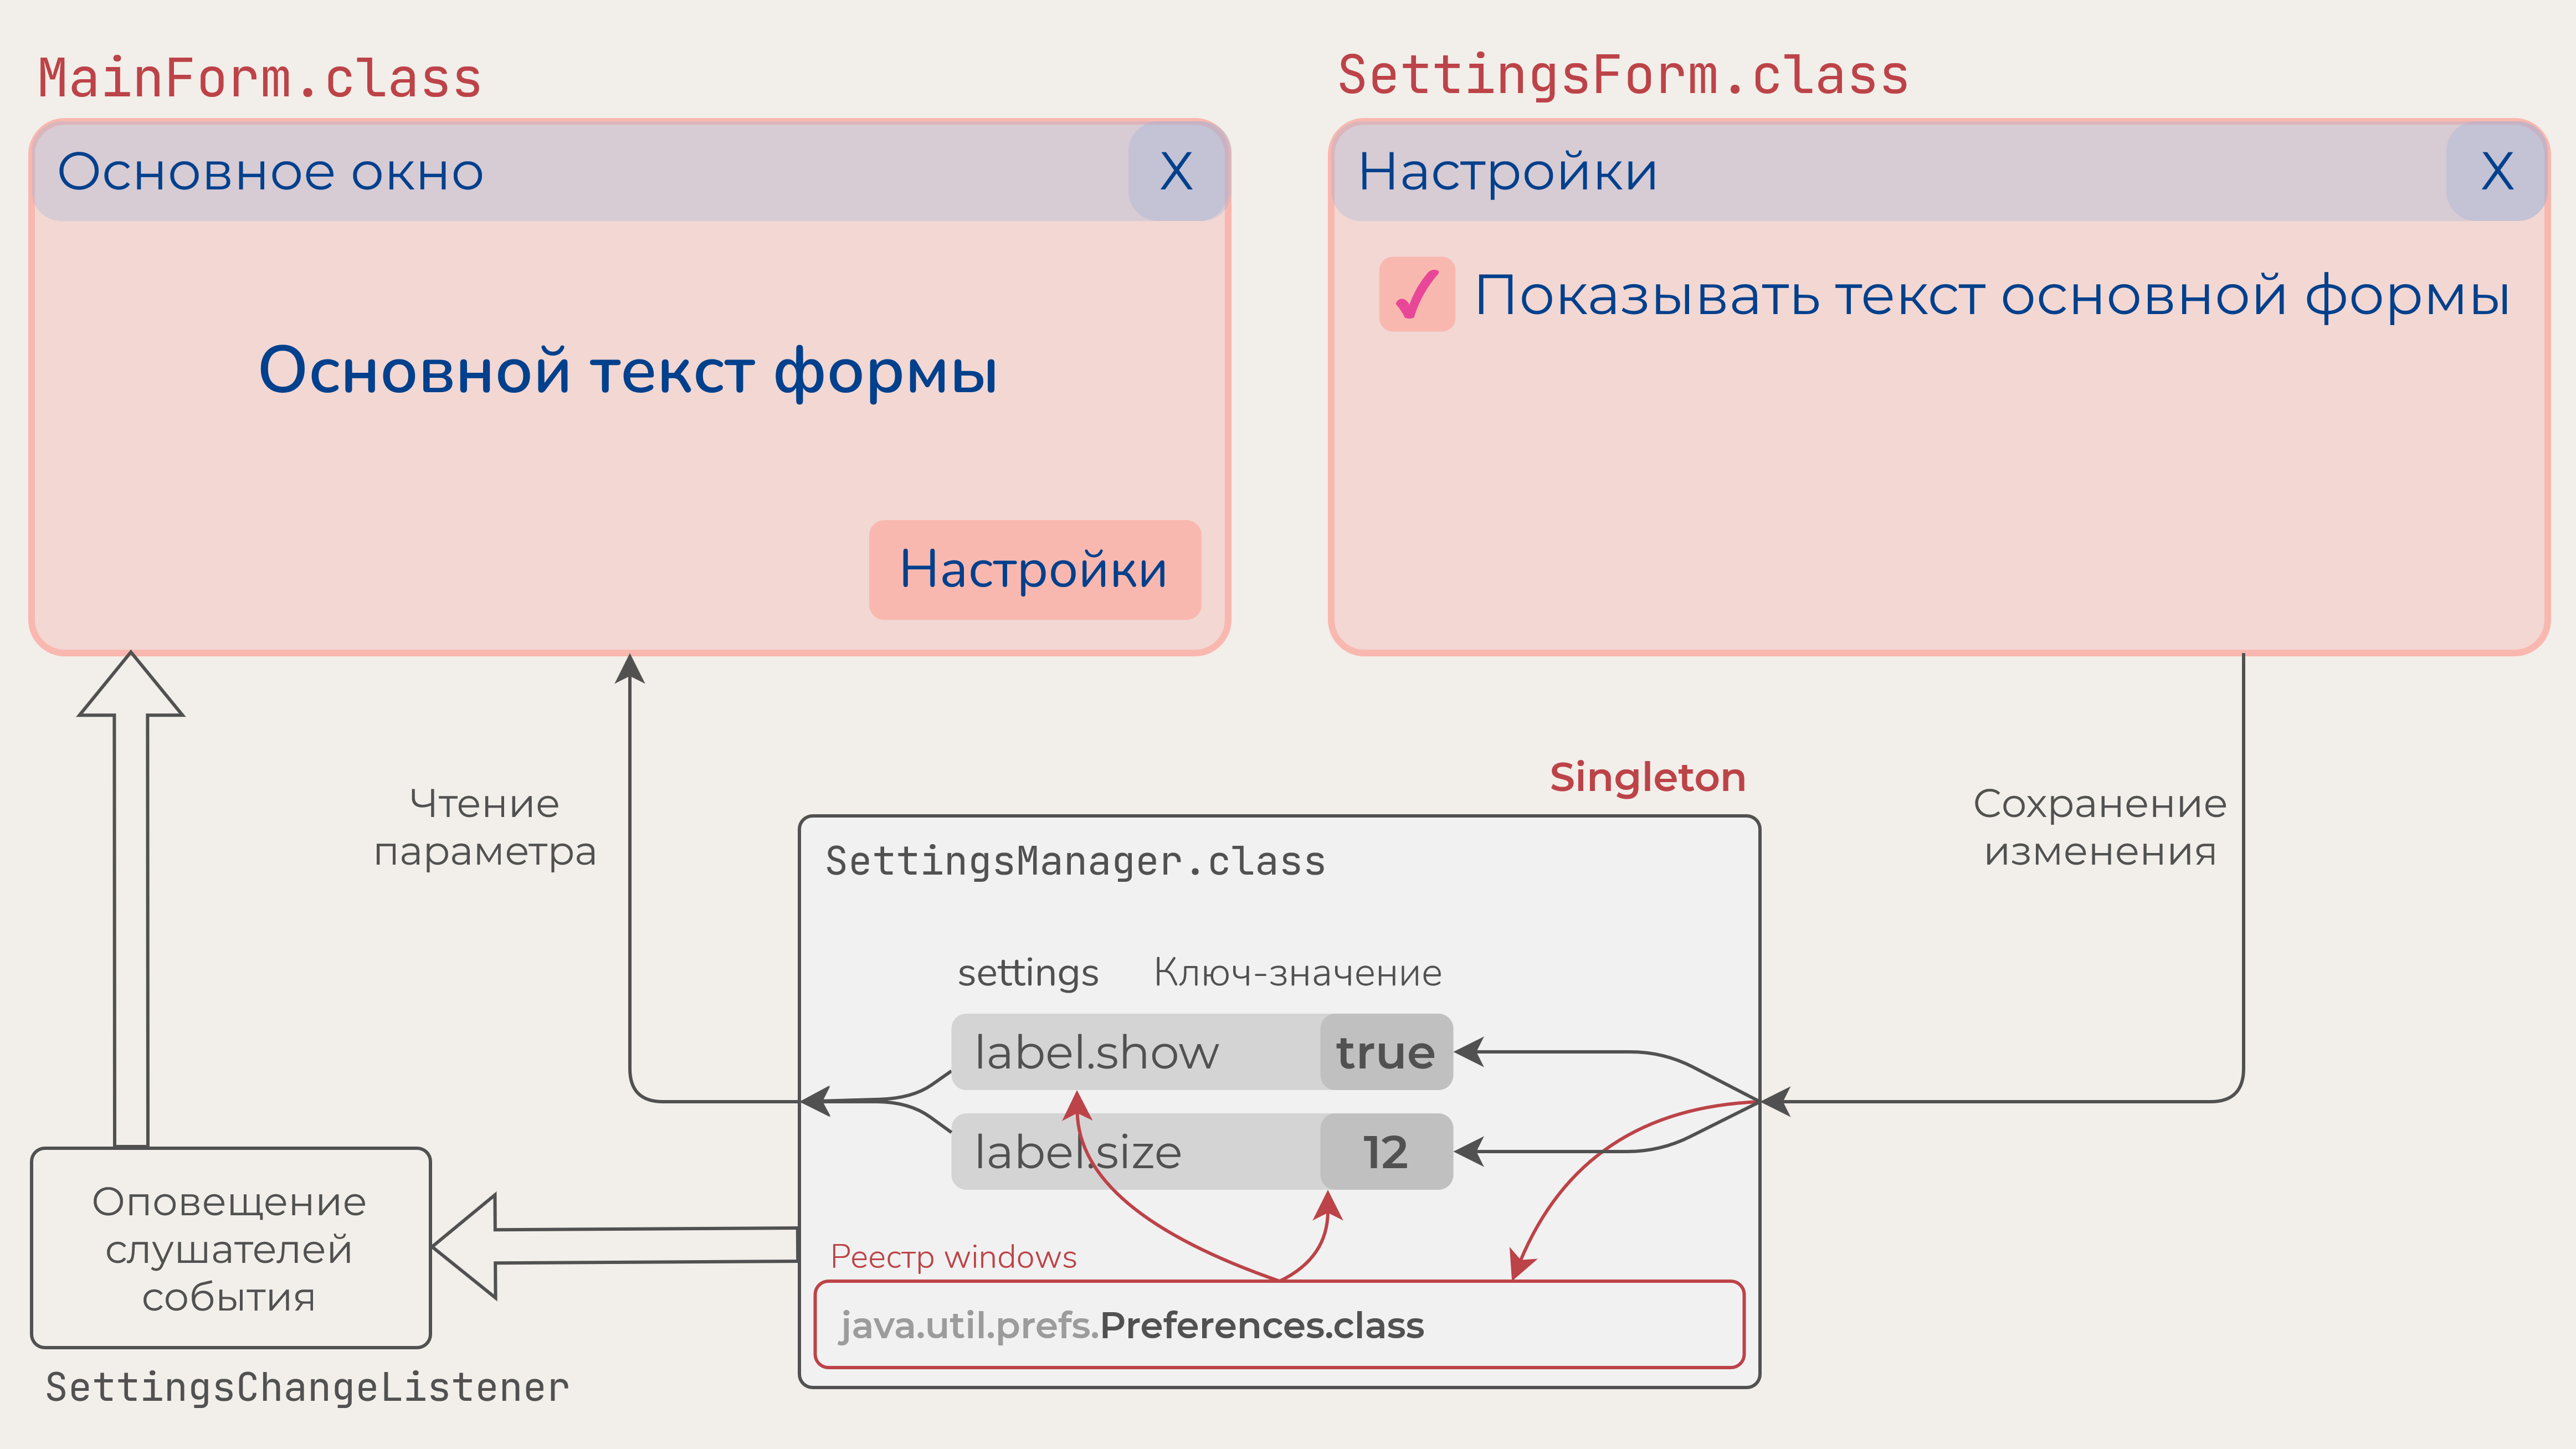 MainForm.class
Основное окно
X
Основной текст формы
Настройки
SettingsForm.class
Настройки
X
Показывать текст основной формы
Чтение
параметра
Singleton
Сохранение
изменения
SettingsManager.class
settings Ключ-значение
label.show true
label.size 12
Реестр windows
java.util.prefs.Preferences.class
Оповещение
слушателей
события
SettingsChangeListener